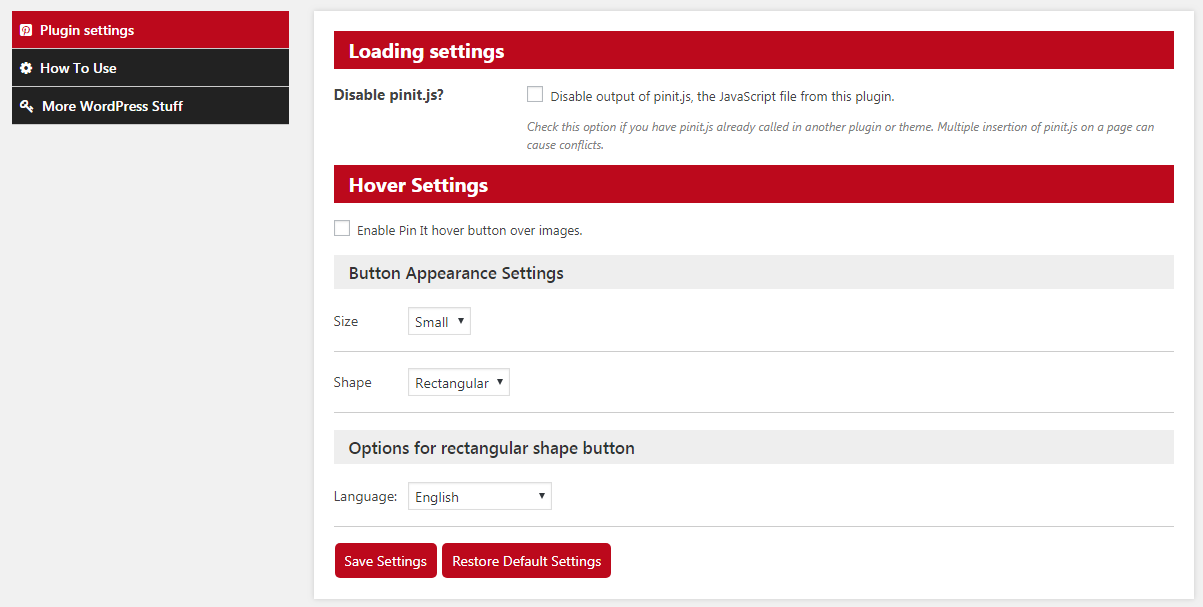 Plugin settings
How To Use
More WordPress Stuff
Loading settings
Disable pinit.js?
Disable output of pinit.js, the JavaScript file from this plugin.
Check this option if you have pinit.js already called in another plugin or theme. Multiple insertion of pinit.js on a page can
cause conflicts.
Hover Settings
Enable Pin It hover button over images.
Button Appearance Settings
Size
Small
Shape
Rectangular
Options for rectangular shape button
Language:
English
Save Settings
Restore Default Settings